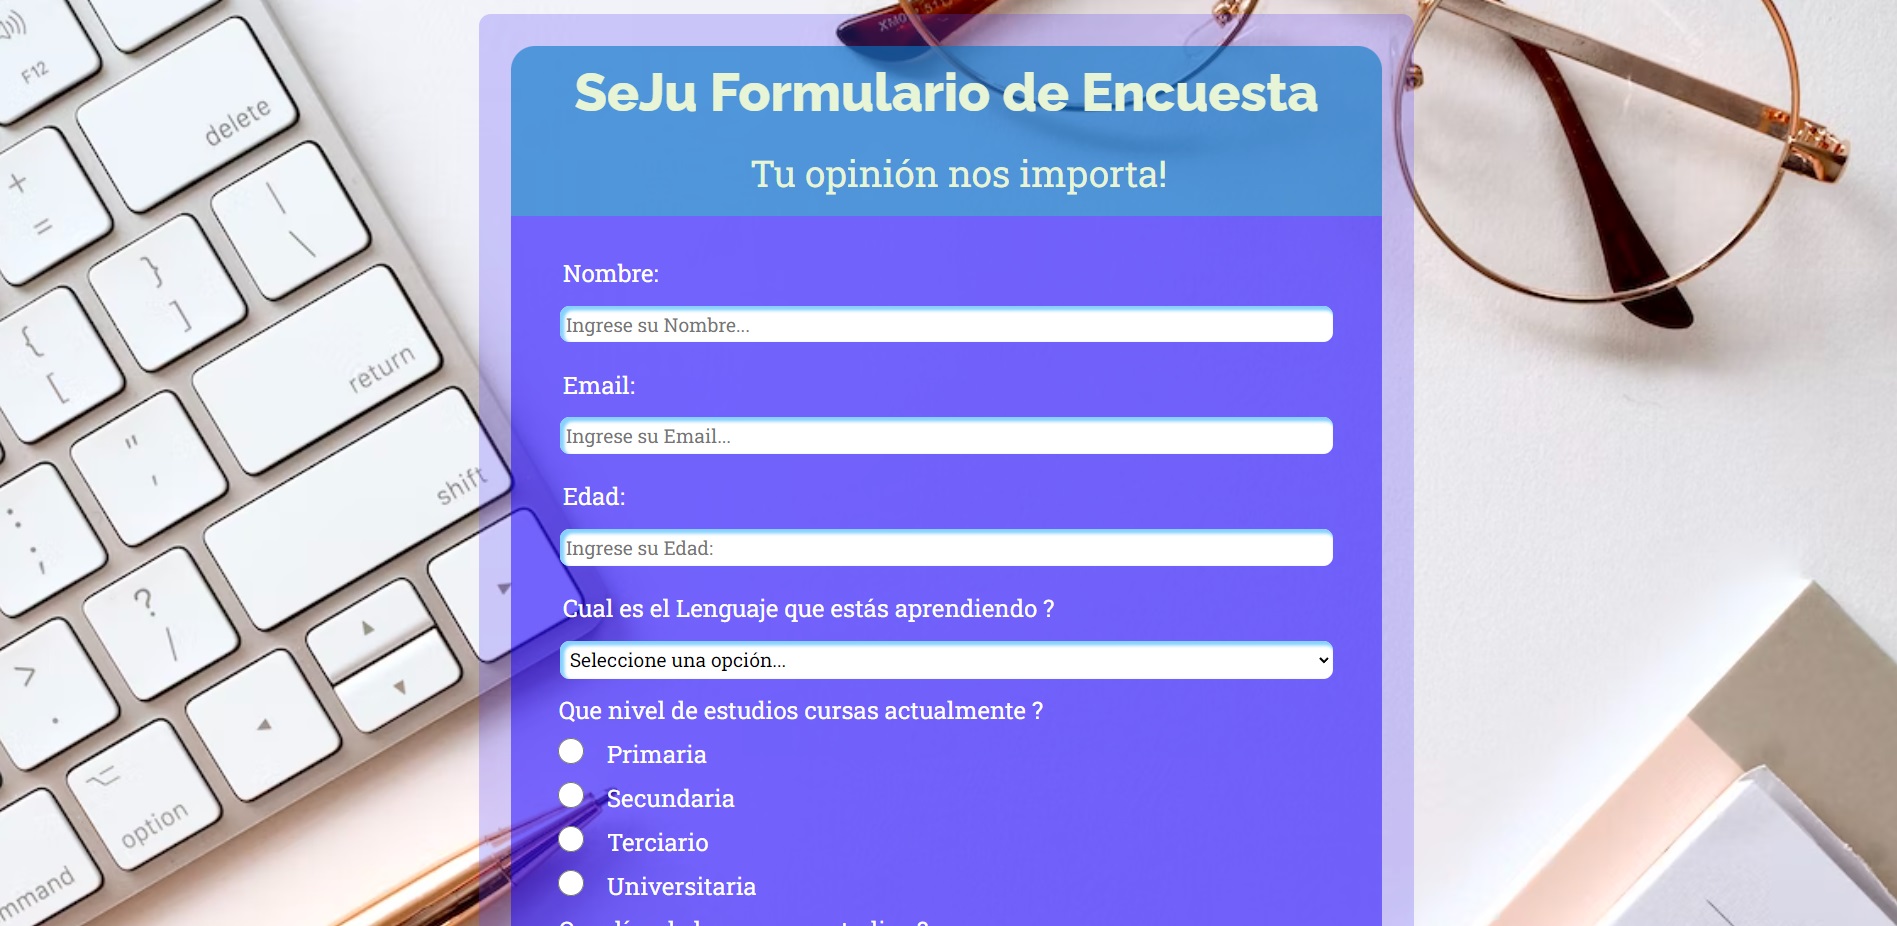 SeJu Formulario de Encuesta
Tu opinión nos importa!
Nombre:
Ingrese su Nombre...
Email:
Ingrese su Email...
Edad:
Ingrese su Edad:
Cual es el Lenguaje que estás aprendiendo ?
Seleccione una opción...
Que nivel de estudios cursas actualmente ?
Primaria
Secundaria
Terciario
Universitaria
F12
delete
+
=
|
\
}
]
{
[
return
"
,
shift
:
;
?
/
>
.
option